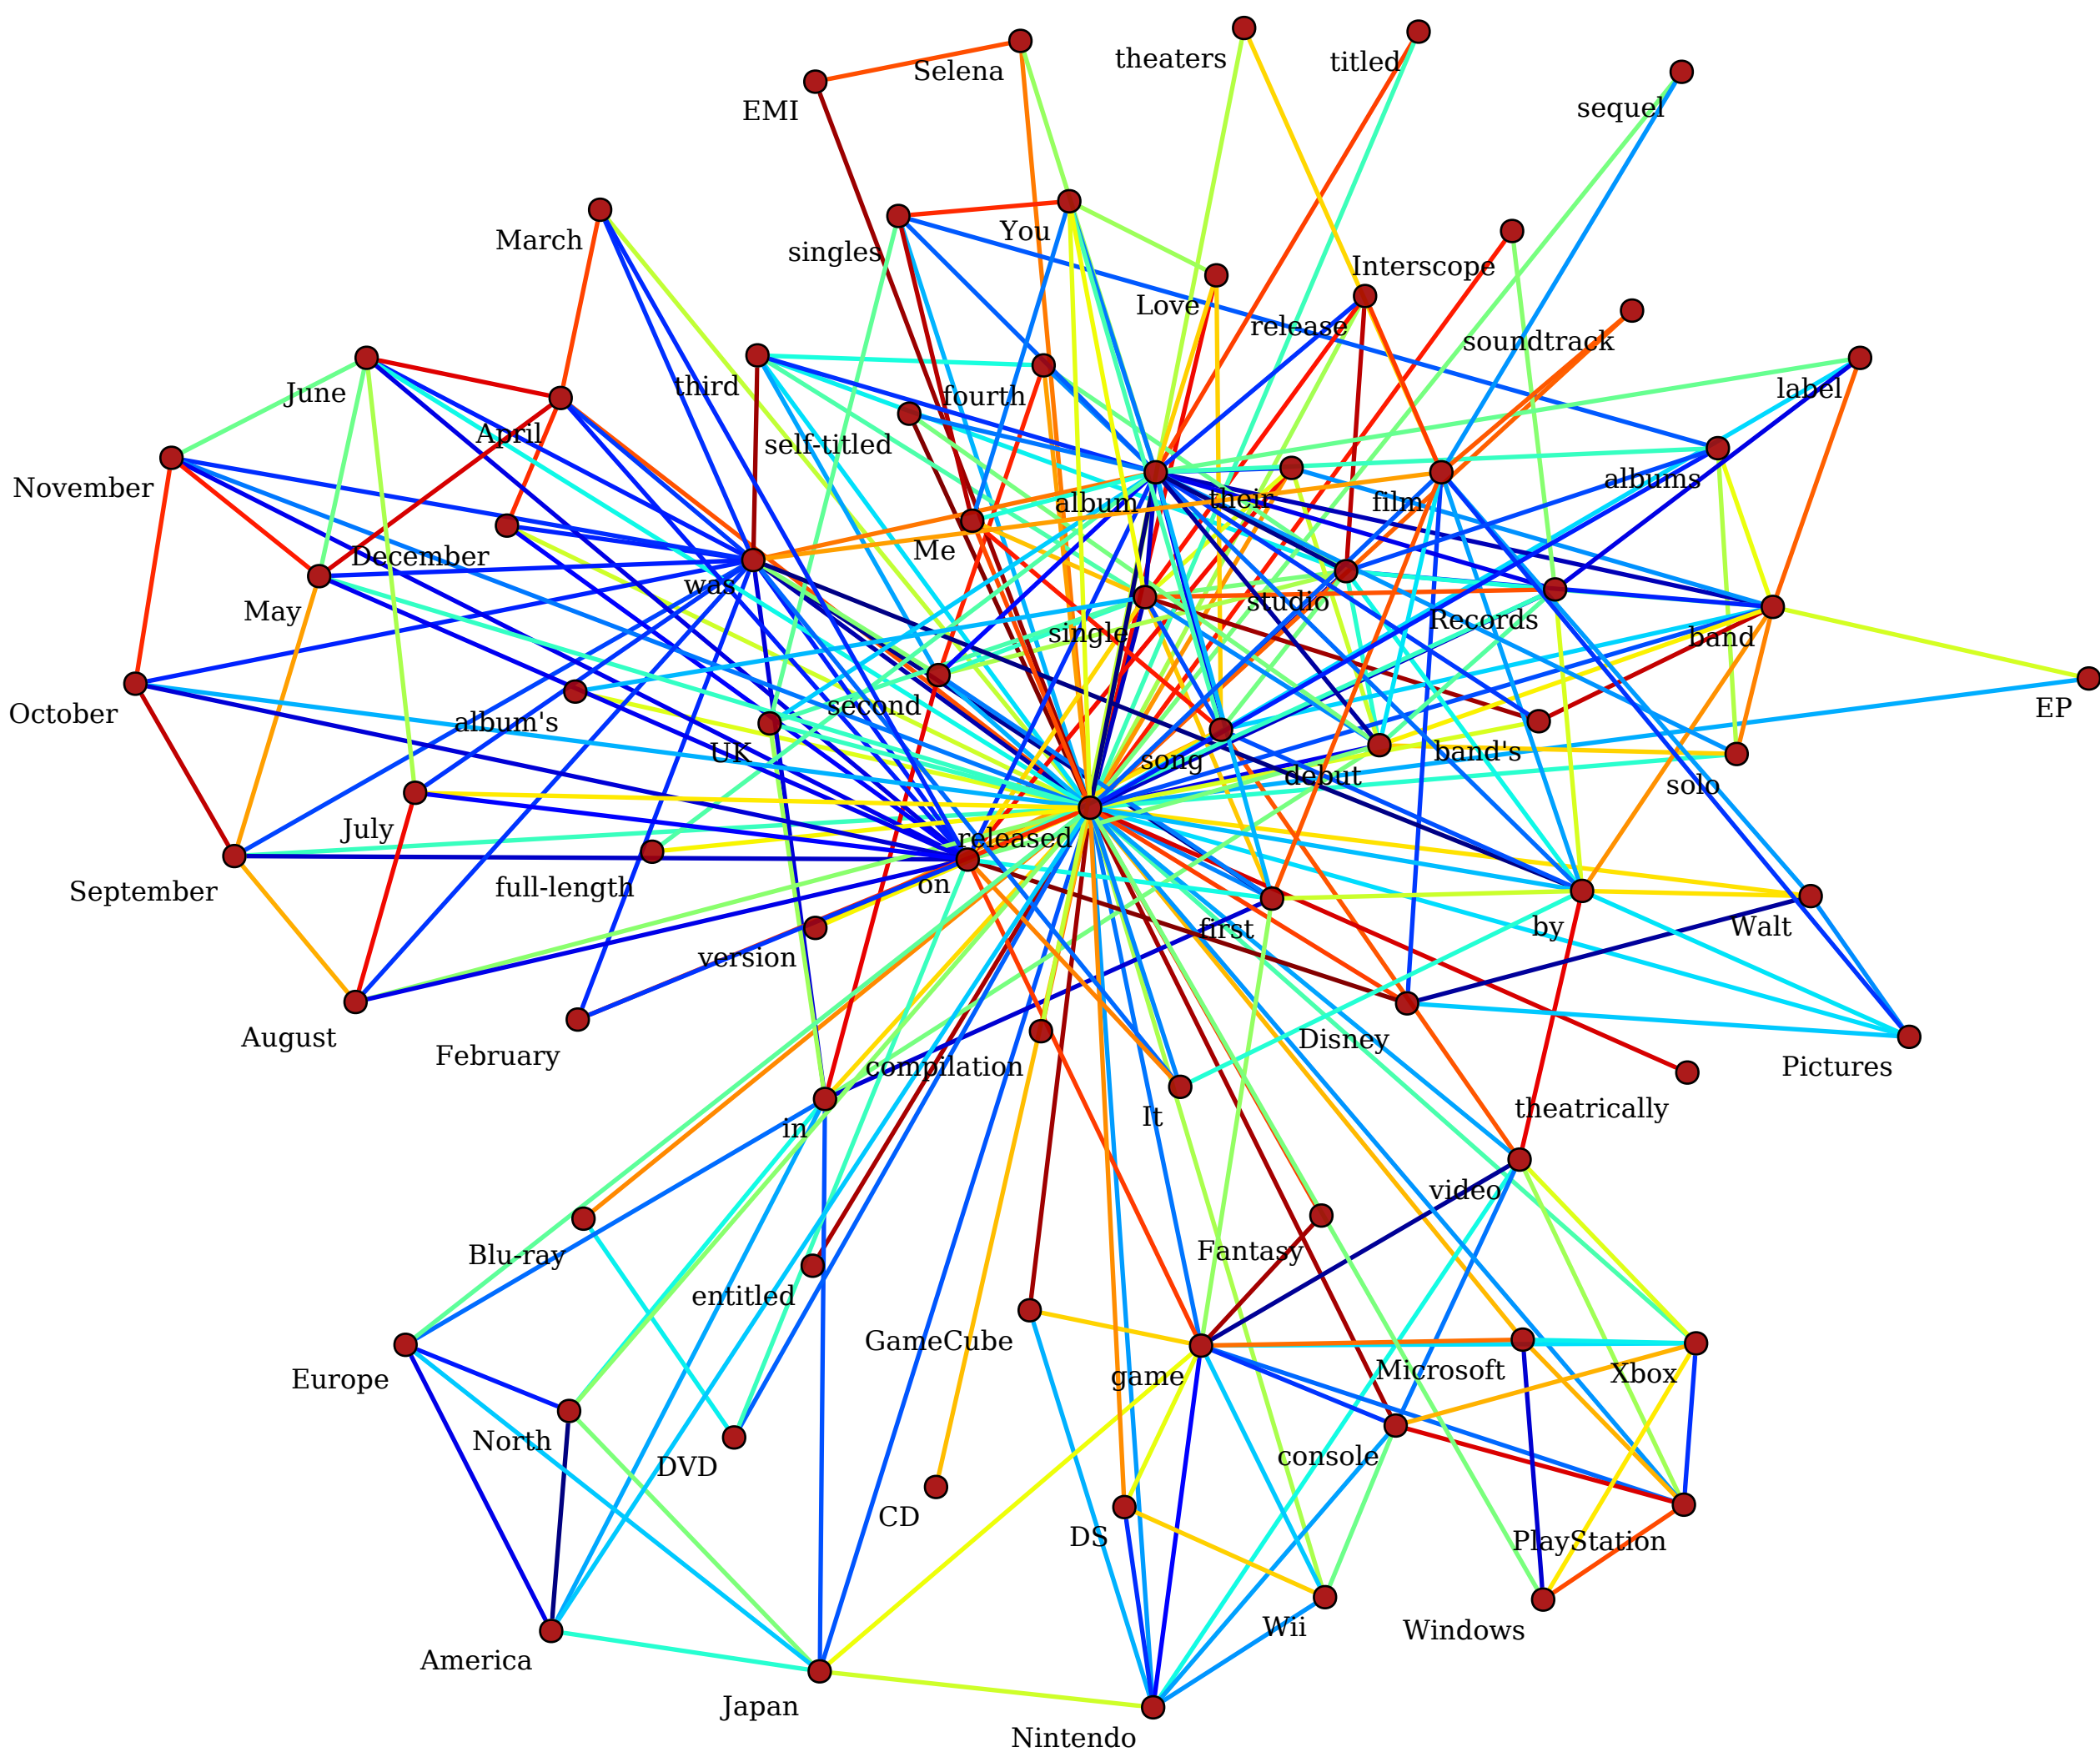 theaters
titled
Selena
sequel
EMI
March
You
singles
Interscope
Love
release
soundtrack
June
third
label
fourth
April
self-titled
November
albums
album
their
film
Me
December
was
May
studio
Records
single
band
second
October
album's
EP
UK
song
band's
debut
solo
July
released
September
full-length
on
first
by
Walt
version
August
Disney
February
compilation
Pictures
theatrically
It
in
video
Fantasy
Blu-ray
entitled
GameCube
Microsoft
Xbox
Europe
game
North
console
DVD
CD
DS
PlayStation
Wii
Windows
America
Japan
Nintendo